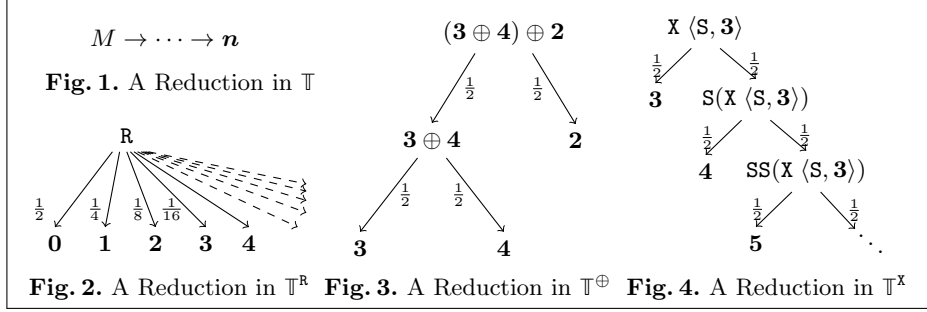 M → ⋯ → n
Fig. 1. A Reduction in 𝕋
R
1/2 1/4 1/8 1/16
0 1 2 3 4
Fig. 2. A Reduction in 𝕋^R
(3 ⊕ 4) ⊕ 2
1/2 1/2
3 ⊕ 4 2
1/2 1/2
3 4
Fig. 3. A Reduction in 𝕋^⊕
X ⟨S, 3⟩
1/2 1/2
3 S(X ⟨S, 3⟩)
1/2 1/2
4 SS(X ⟨S, 3⟩)
1/2 1/2
5 ⋱
Fig. 4. A Reduction in 𝕋^X